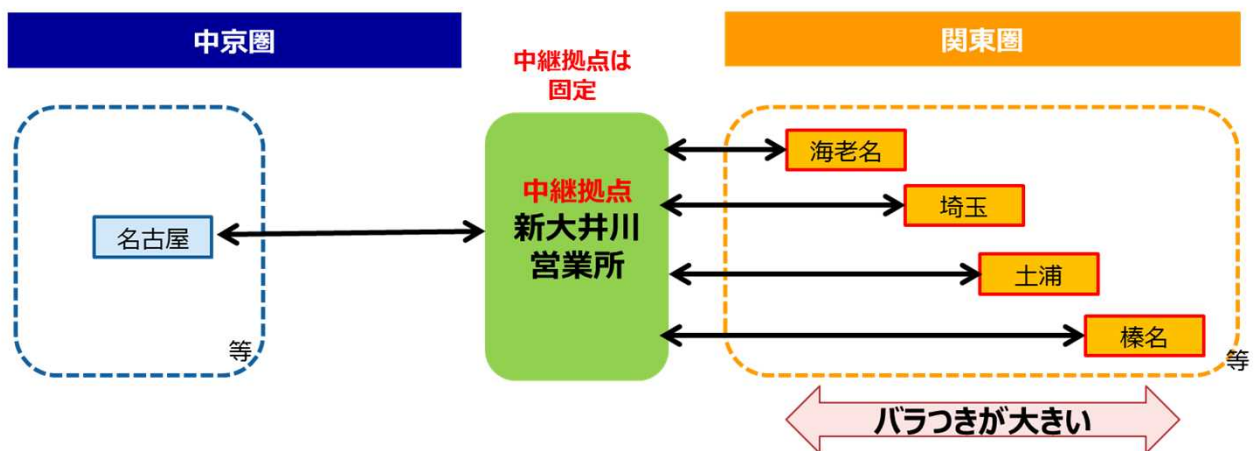 中京圏
関東圏
中継拠点は
固定
中継拠点
新大井川
営業所
名古屋
等
海老名
埼玉
土浦
榛名
等
バラつきが大きい